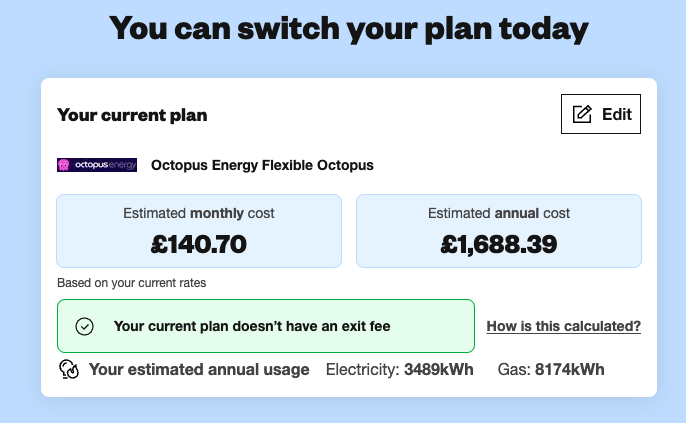 You can switch your plan today
Your current plan
Edit
octopusenergy
Octopus Energy Flexible Octopus
Estimated monthly cost
£140.70
Estimated annual cost
£1,688.39
Based on your current rates
Your current plan doesn’t have an exit fee
How is this calculated?
Your estimated annual usage Electricity: 3489kWh Gas: 8174kWh